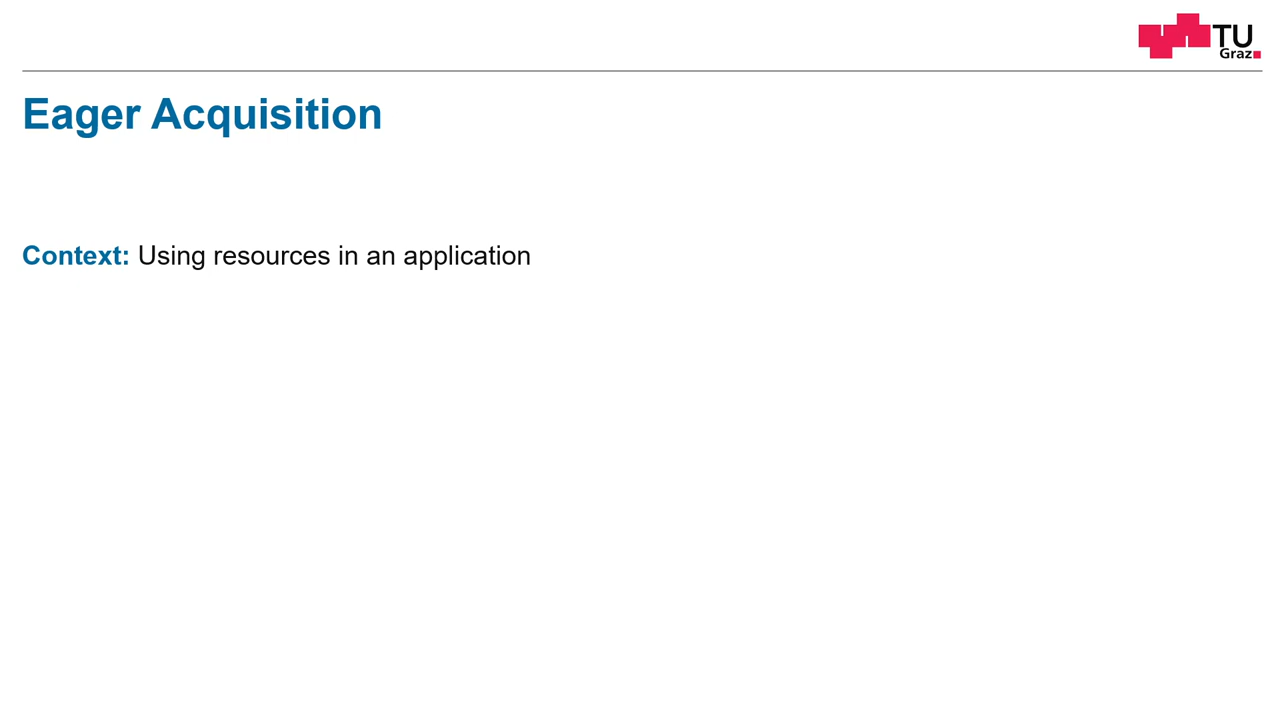 TU
Graz
Eager Acquisition
Context: Using resources in an application